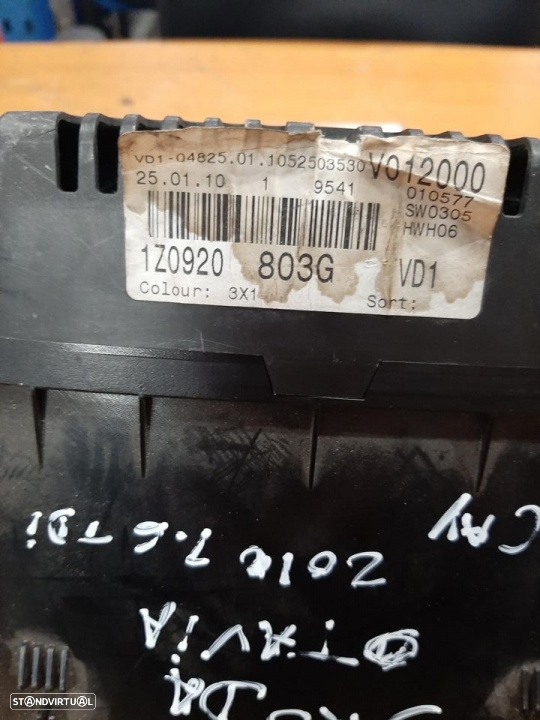 VD1-04825.01.1052503530 V012000
25.01.10 1 9541 010577
SW0305
HWH06
1Z0920 803G VD1
Colour: 3X1 Sort:
CAY
2010 1.6 TDi
OTAVIA
STANDVIRTUAL